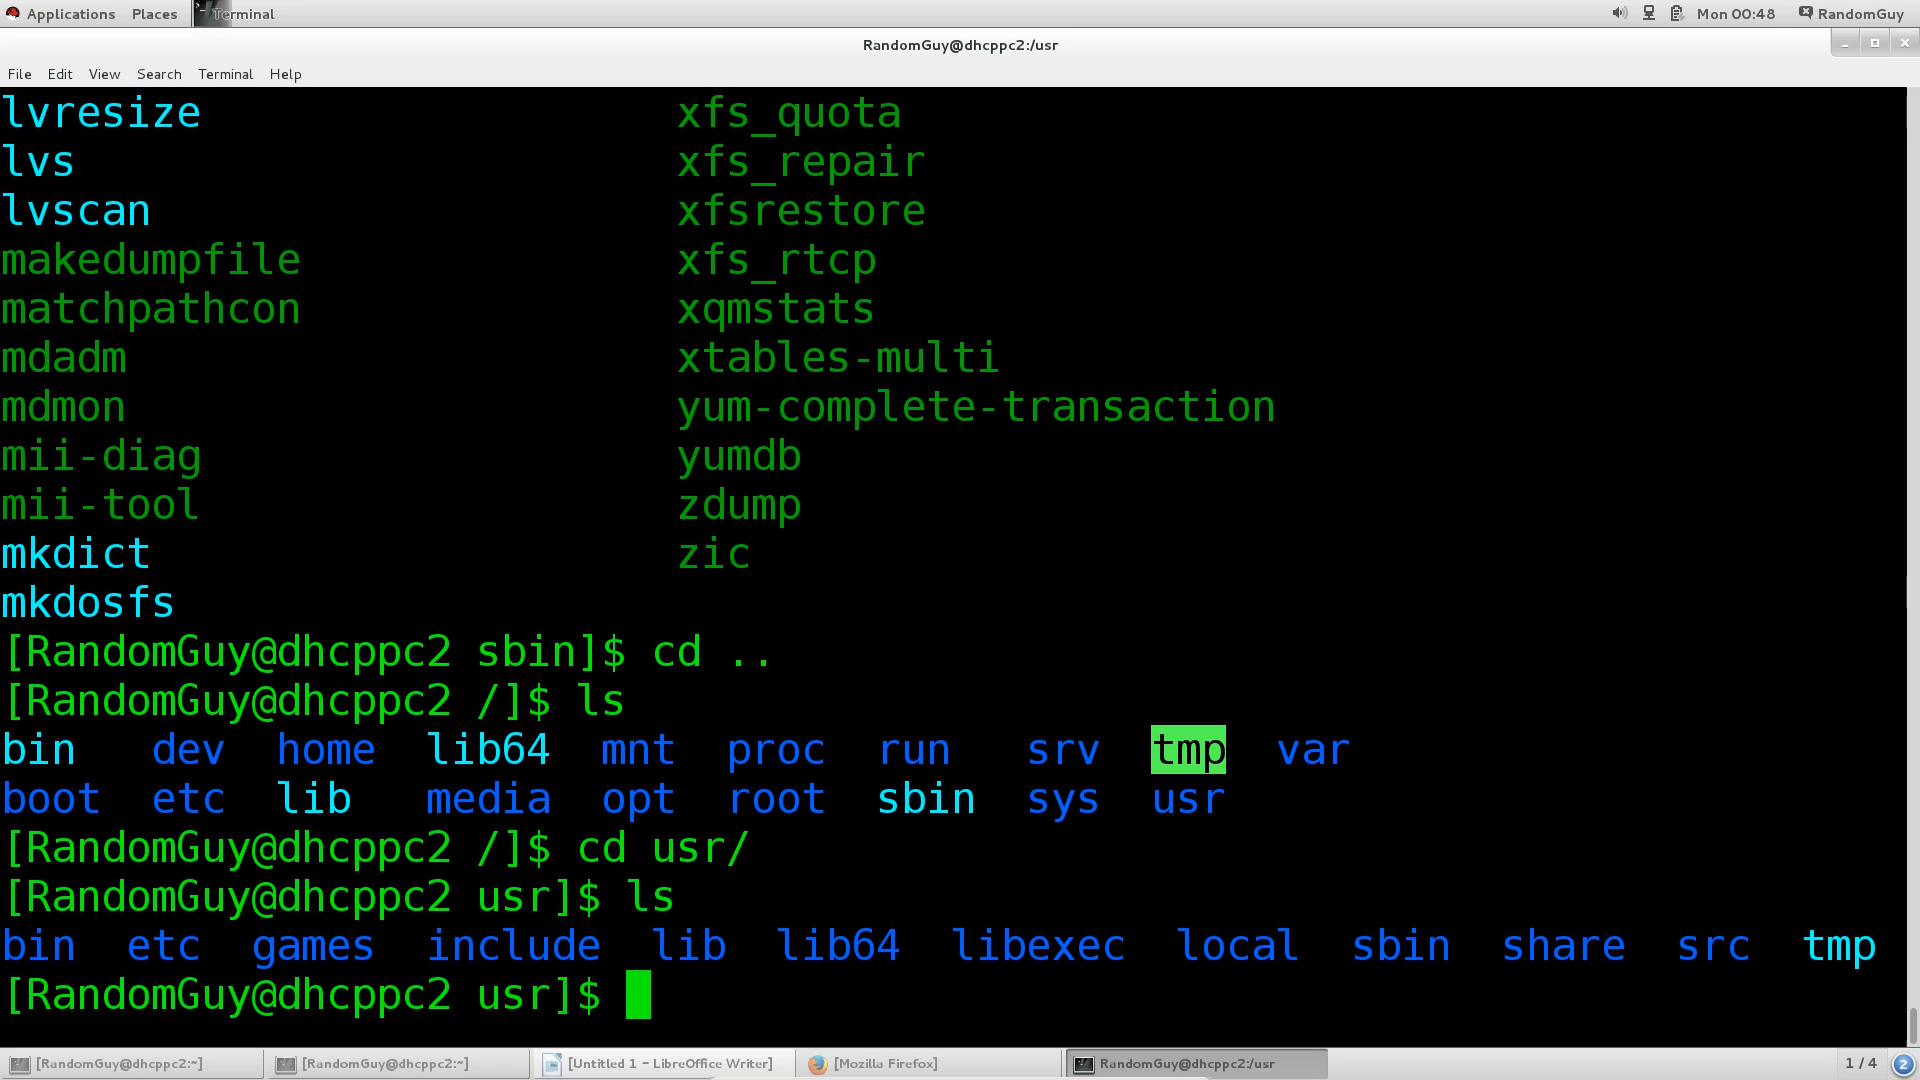 Applications Places Terminal Mon 00:48 RandomGuy
RandomGuy@dhcppc2:/usr
File Edit View Search Terminal Help
lvresize xfs_quota
lvs xfs_repair
lvscan xfsrestore
makedumpfile xfs_rtcp
matchpathcon xqmstats
mdadm xtables-multi
mdmon yum-complete-transaction
mii-diag yumdb
mii-tool zdump
mkdict zic
mkdosfs
[RandomGuy@dhcppc2 sbin]$ cd ..
[RandomGuy@dhcppc2 /]$ ls
bin dev home lib64 mnt proc run srv tmp var
boot etc lib media opt root sbin sys usr
[RandomGuy@dhcppc2 /]$ cd usr/
[RandomGuy@dhcppc2 usr]$ ls
bin etc games include lib lib64 libexec local sbin share src tmp
[RandomGuy@dhcppc2 usr]$
[RandomGuy@dhcppc2:~] [RandomGuy@dhcppc2:~] [Untitled 1 - LibreOffice Writer] [Mozilla Firefox] RandomGuy@dhcppc2:/usr 1 / 4 2